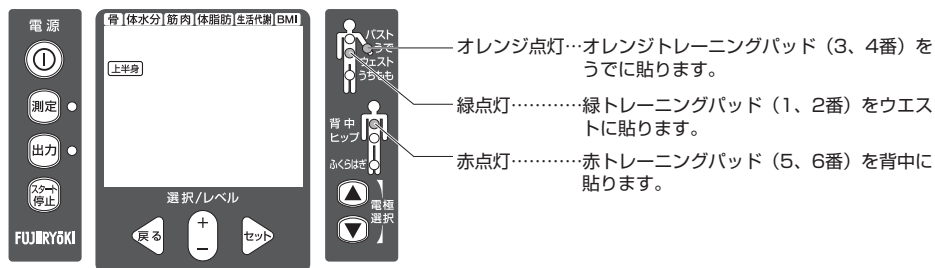 電源
測定
出力
スタート
停止
FUJIIRYOKI
骨 体水分 筋肉 体脂肪 生活代謝 BMI
上半身
選択/レベル
戻る
+
−
セット
バスト
うで
ウエスト
うちもも
背中
ヒップ
ふくらはぎ
電極
選択
オレンジ点灯…オレンジトレーニングパッド(3、4番)を
うでに貼ります。
緑点灯…………緑トレーニングパッド(1、2番)をウエス
トに貼ります。
赤点灯…………赤トレーニングパッド(5、6番)を背中に
貼ります。